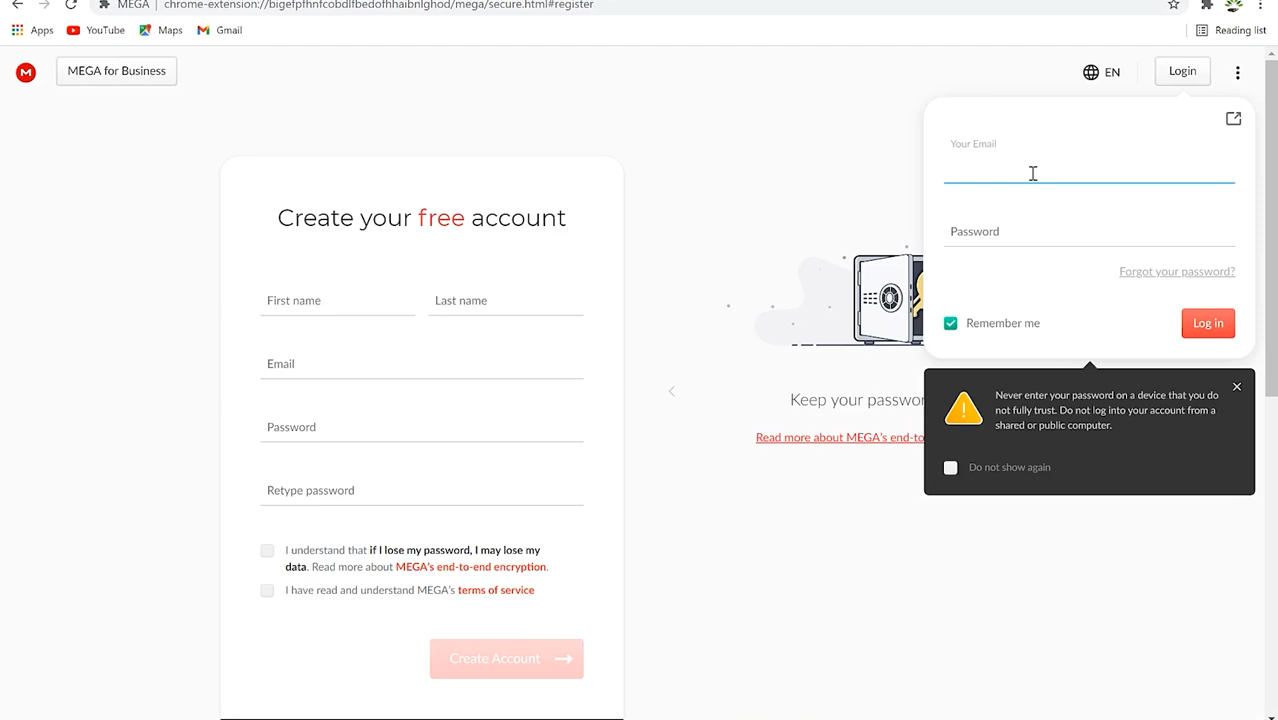 MEGA | chrome-extension://bigefpfhnfcobdlfbedofhhaibnlghod/mega/secure.html#register
Apps YouTube Maps Gmail Reading list
M MEGA for Business EN Login
Your Email
Password
Forgot your password?
Remember me Log in
Never enter your password on a device that you do
not fully trust. Do not log into your account from a
shared or public computer.
Do not show again
Create your free account
First name Last name
Email
Password
Retype password
I understand that if I lose my password, I may lose my
data. Read more about MEGA's end-to-end encryption.
I have read and understand MEGA's terms of service
Create Account
Keep your passwor
Read more about MEGA's end-to